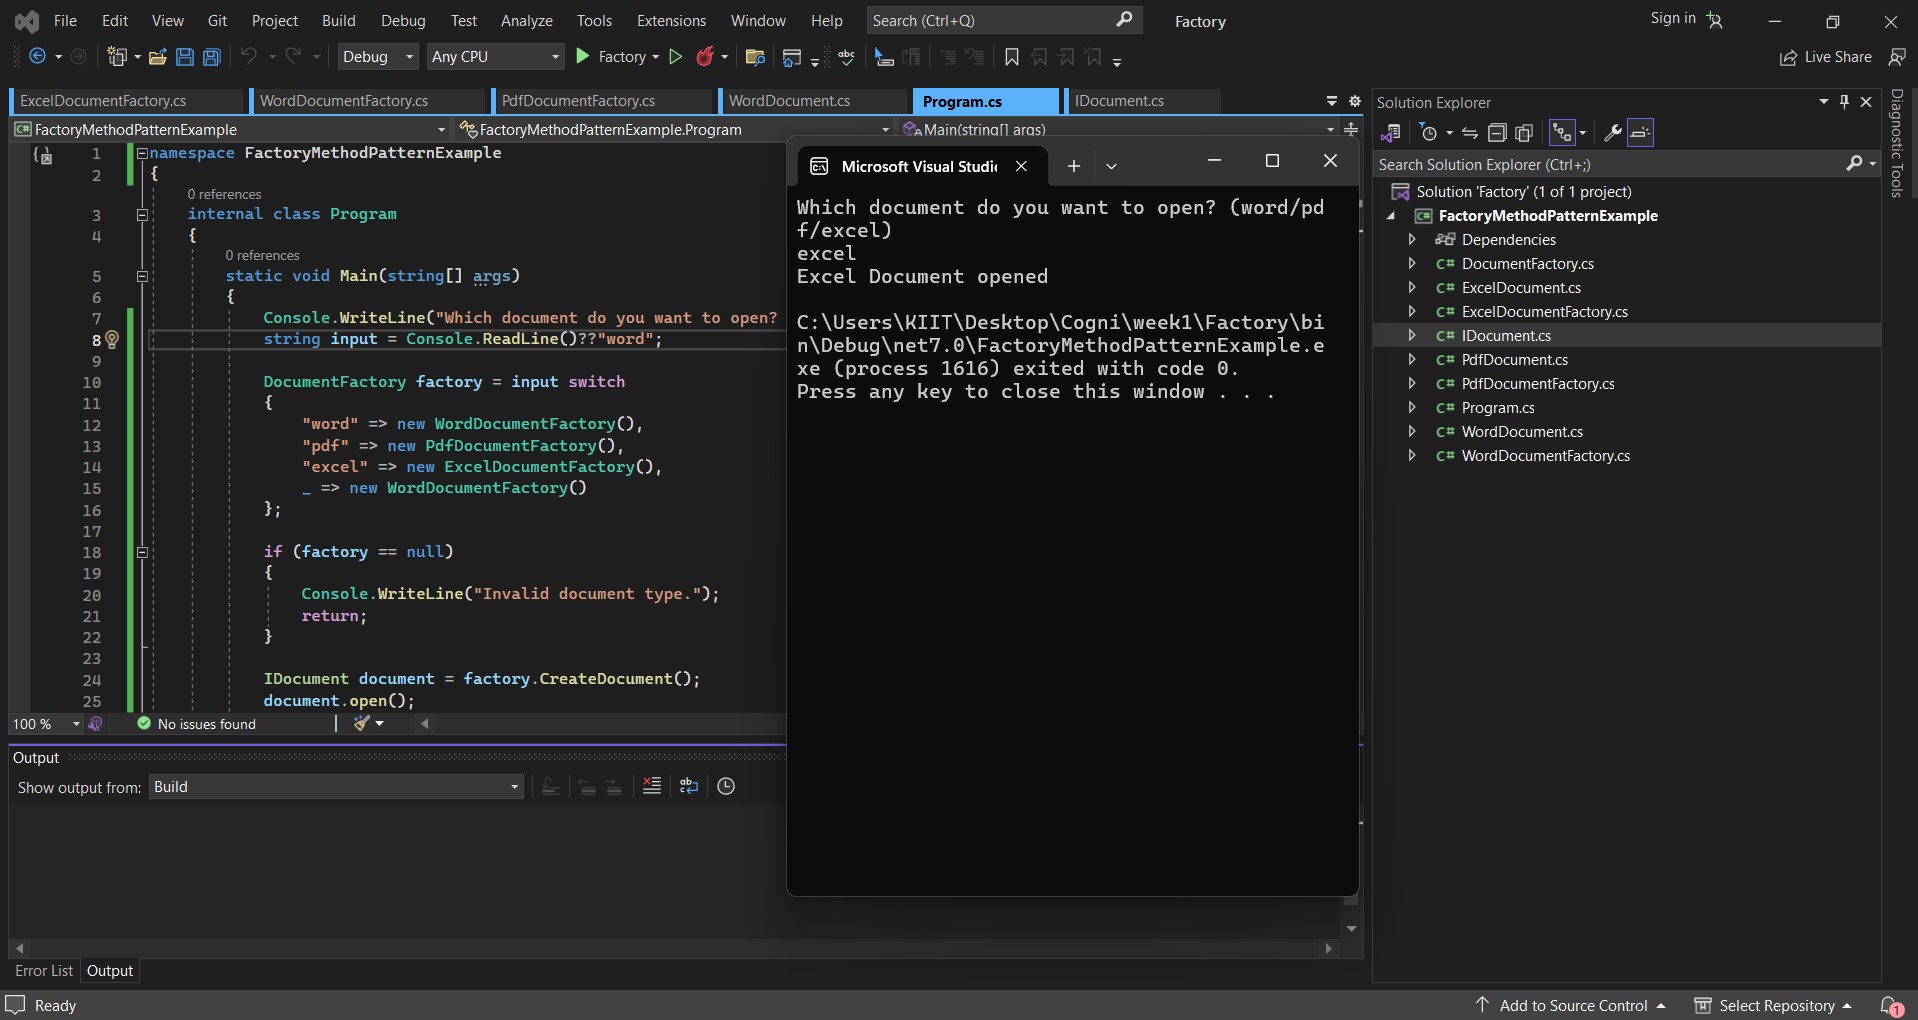 File Edit View Git Project Build Debug Test Analyze Tools Extensions Window Help Search (Ctrl+Q) Factory Sign in
Debug Any CPU Factory Live Share
ExcelDocumentFactory.cs WordDocumentFactory.cs PdfDocumentFactory.cs WordDocument.cs Program.cs IDocument.cs
FactoryMethodPatternExample FactoryMethodPatternExample.Program Main(string[] args)
1 namespace FactoryMethodPatternExample
2 {
0 references
3 internal class Program
4 {
0 references
5 static void Main(string[] args)
6 {
7 Console.WriteLine("Which document do you want to open?
8 string input = Console.ReadLine()??"word";
9
10 DocumentFactory factory = input switch
11 {
12 "word" => new WordDocumentFactory(),
13 "pdf" => new PdfDocumentFactory(),
14 "excel" => new ExcelDocumentFactory(),
15 _ => new WordDocumentFactory()
16 };
17
18 if (factory == null)
19 {
20 Console.WriteLine("Invalid document type.");
21 return;
22 }
23
24 IDocument document = factory.CreateDocument();
25 document.open();
100 % No issues found
Output
Show output from: Build
Error List Output
Microsoft Visual Studi
Which document do you want to open? (word/pd
f/excel)
excel
Excel Document opened
C:\Users\KIIT\Desktop\Cogni\week1\Factory\bi
n\Debug\net7.0\FactoryMethodPatternExample.e
xe (process 1616) exited with code 0.
Press any key to close this window . . .
Solution Explorer
Search Solution Explorer (Ctrl+;)
Solution 'Factory' (1 of 1 project)
C# FactoryMethodPatternExample
Dependencies
C# DocumentFactory.cs
C# ExcelDocument.cs
C# ExcelDocumentFactory.cs
C# IDocument.cs
C# PdfDocument.cs
C# PdfDocumentFactory.cs
C# Program.cs
C# WordDocument.cs
C# WordDocumentFactory.cs
Diagnostic Tools
Ready Add to Source Control Select Repository 1